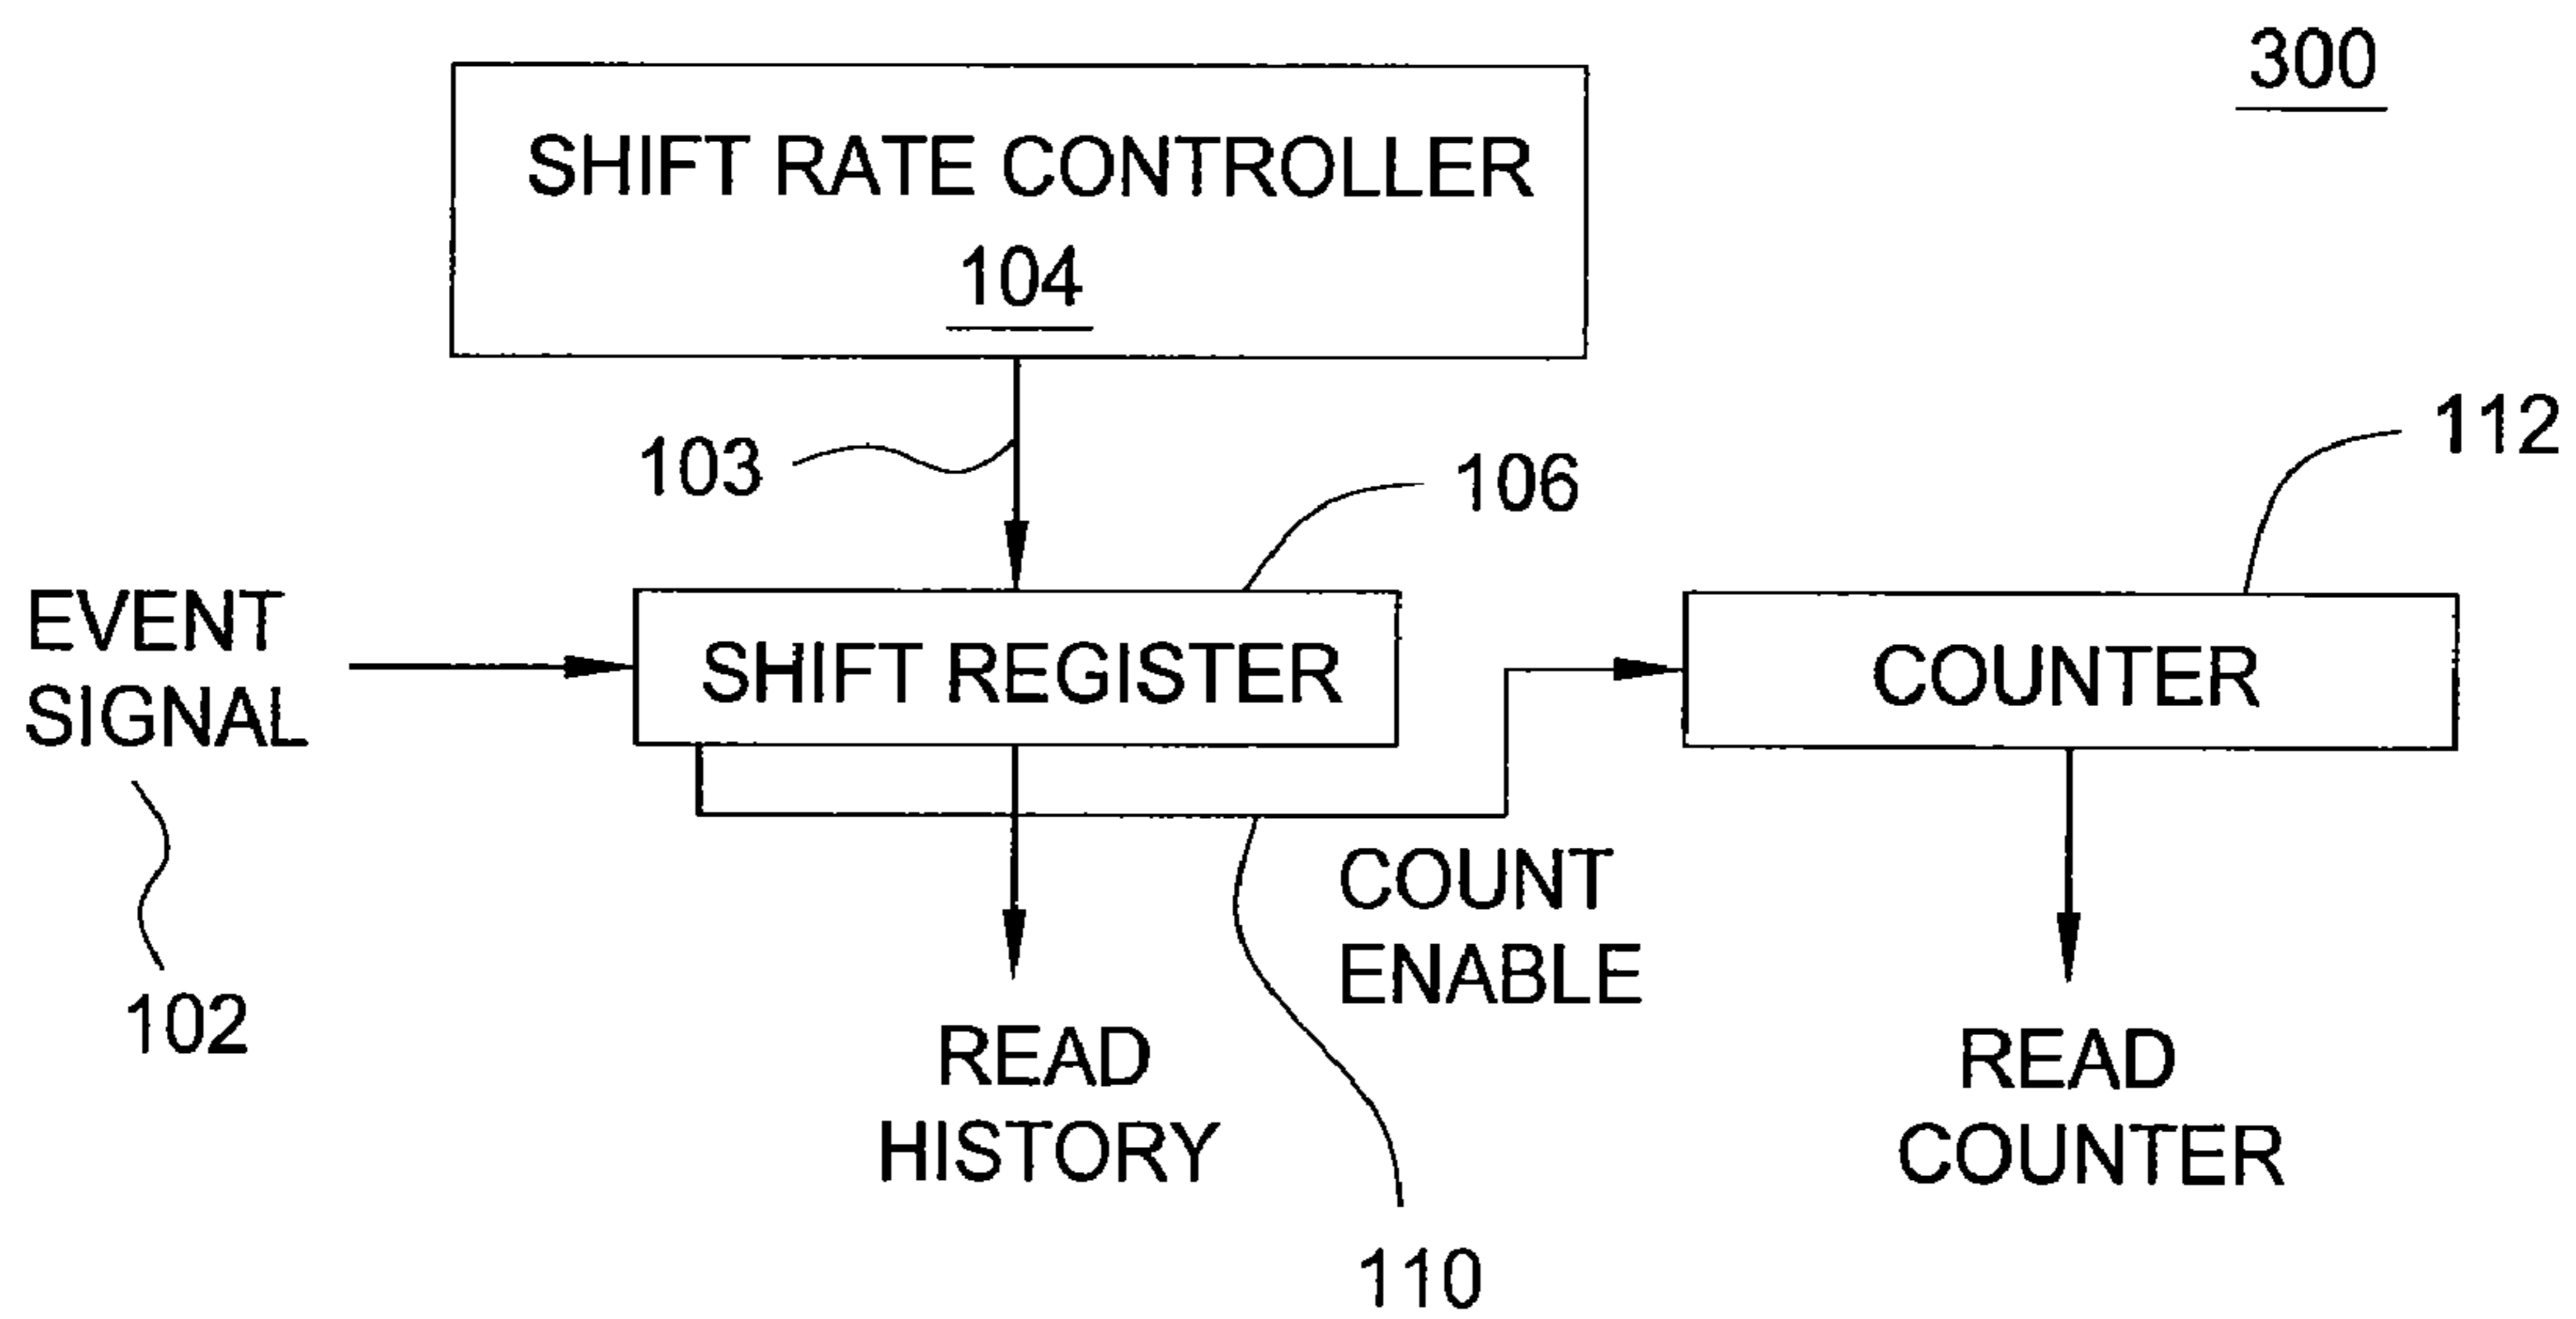 300
SHIFT RATE CONTROLLER
104
103
106
112
EVENT
SIGNAL
SHIFT REGISTER
COUNTER
COUNT
ENABLE
102
READ
HISTORY
READ
COUNTER
110